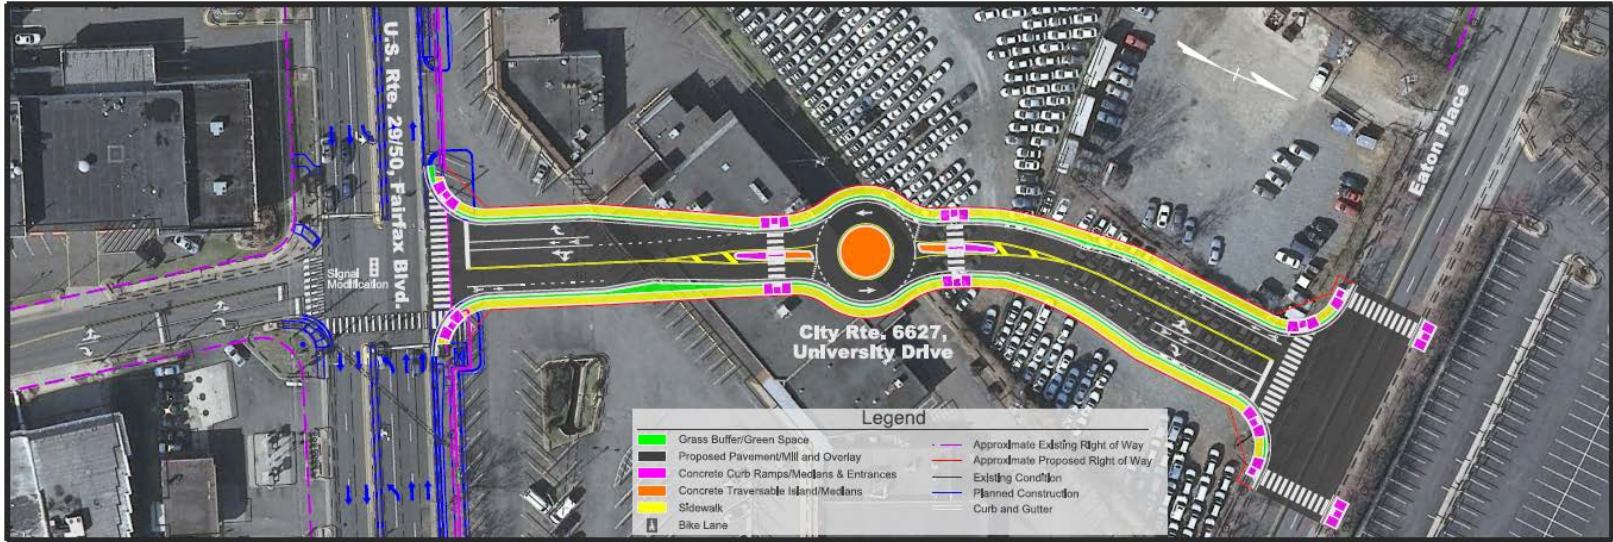 U.S. Rte. 29/50, Fairfax Blvd.
Eaton Place
Signal
Modification
City Rte. 6627,
University Drive
Legend
Grass Buffer/Green Space
Proposed Pavement/Mill and Overlay
Concrete Curb Ramps/Medians & Entrances
Concrete Traversable Island/Medians
Sidewalk
Bike Lane
Approximate Existing Right of Way
Approximate Proposed Right of Way
Existing Condition
Planned Construction
Curb and Gutter